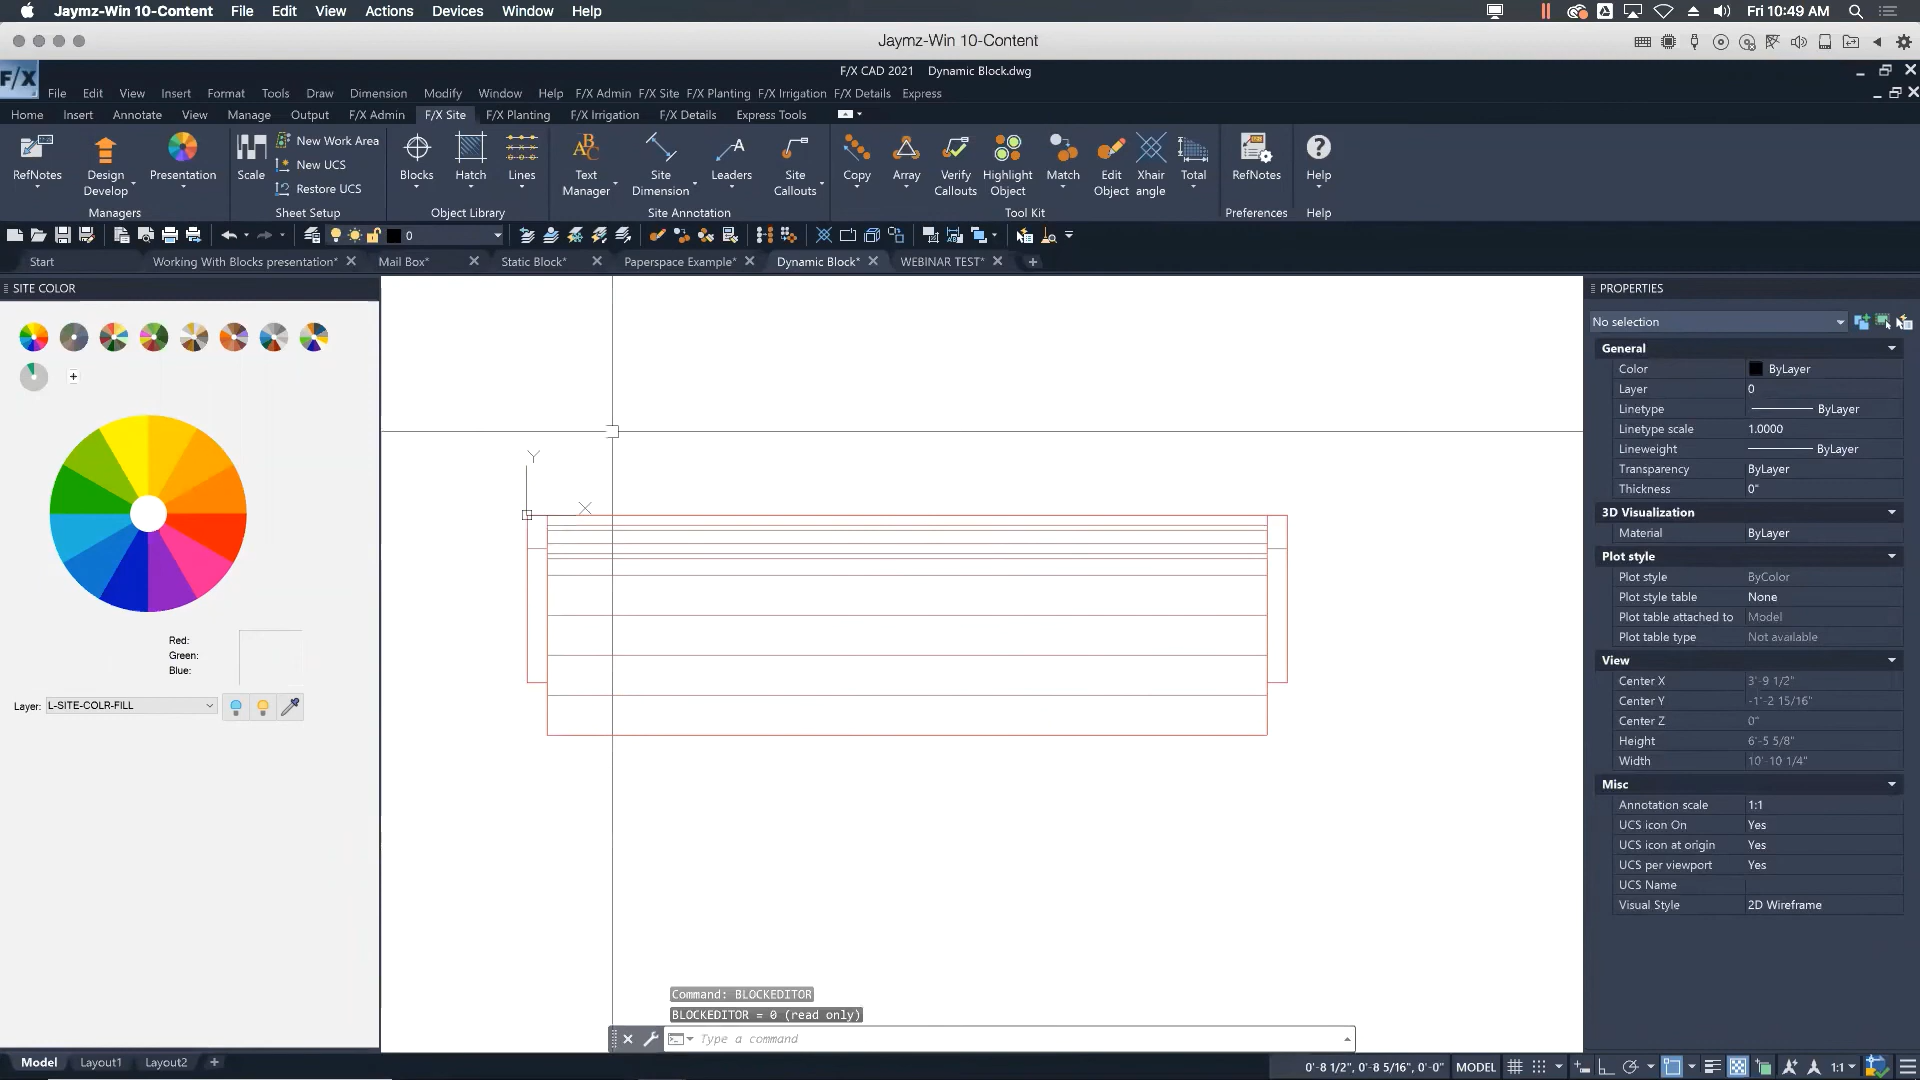 Jaymz-Win 10-Content File Edit View Actions Devices Window Help Fri 10:49 AM
Jaymz-Win 10-Content
F/X CAD 2021 Dynamic Block.dwg
F/X
File Edit View Insert Format Tools Draw Dimension Modify Window Help F/X Admin F/X Site F/X Planting F/X Irrigation F/X Details Express
Home Insert Annotate View Manage Output F/X Admin F/X Site F/X Planting F/X Irrigation F/X Details Express Tools
RefNotes
Design Develop
Presentation
Managers
Scale
New Work Area
New UCS
Restore UCS
Sheet Setup
Blocks
Hatch
Lines
Object Library
Text Manager
Site Dimension
Leaders
Site Callouts
Site Annotation
Copy
Array
Verify Callouts
Highlight Object
Match
Edit Object
Xhair angle
Total
Tool Kit
RefNotes
Preferences
Help
Help
0
Start Working With Blocks presentation* Mail Box* Static Block* Paperspace Example* Dynamic Block* WEBINAR TEST*
SITE COLOR
Red:
Green:
Blue:
Layer: L-SITE-COLR-FILL
Y
X
Command: BLOCKEDITOR
BLOCKEDITOR = 0 (read only)
Type a command
PROPERTIES
No selection
General
Color ByLayer
Layer 0
Linetype ByLayer
Linetype scale 1.0000
Lineweight ByLayer
Transparency ByLayer
Thickness 0"
3D Visualization
Material ByLayer
Plot style
Plot style ByColor
Plot style table None
Plot table attached to Model
Plot table type Not available
View
Center X 3'-9 1/2"
Center Y -1'-2 15/16"
Center Z 0"
Height 6'-5 5/8"
Width 10'-10 1/4"
Misc
Annotation scale 1:1
UCS icon On Yes
UCS icon at origin Yes
UCS per viewport Yes
UCS Name
Visual Style 2D Wireframe
Model Layout1 Layout2 +
0'-8 1/2", 0'-8 5/16", 0'-0" MODEL 1:1